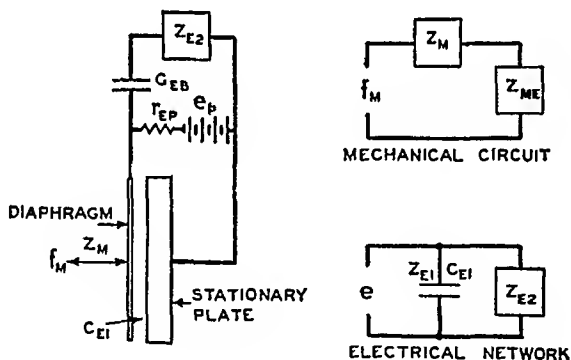 Z_E2
C_EB
r_EP e_p
DIAPHRAGM
Z_M
f_M
STATIONARY
PLATE
C_E1
Z_M
f_M
Z_ME
MECHANICAL CIRCUIT
Z_E1 C_E1
e
Z_E2
ELECTRICAL NETWORK